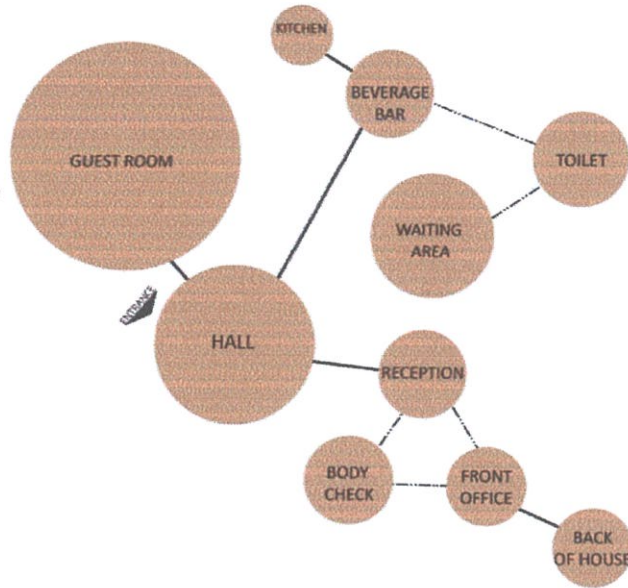 KITCHEN
BEVERAGE
BAR
GUEST ROOM
TOILET
WAITING
AREA
ENTRANCE
HALL
RECEPTION
BODY
CHECK
FRONT
OFFICE
BACK
OF HOUSE